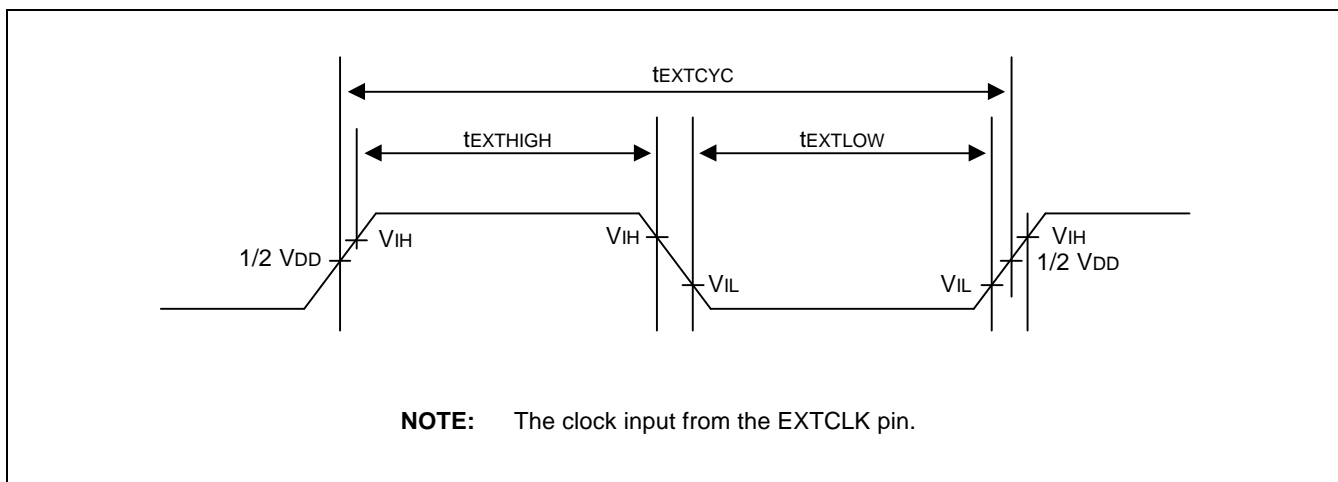 tEXTCYC
tEXTHIGH
tEXTLOW
VIH
VIH
VIH
1/2 VDD
1/2 VDD
VIL
VIL
NOTE: The clock input from the EXTCLK pin.